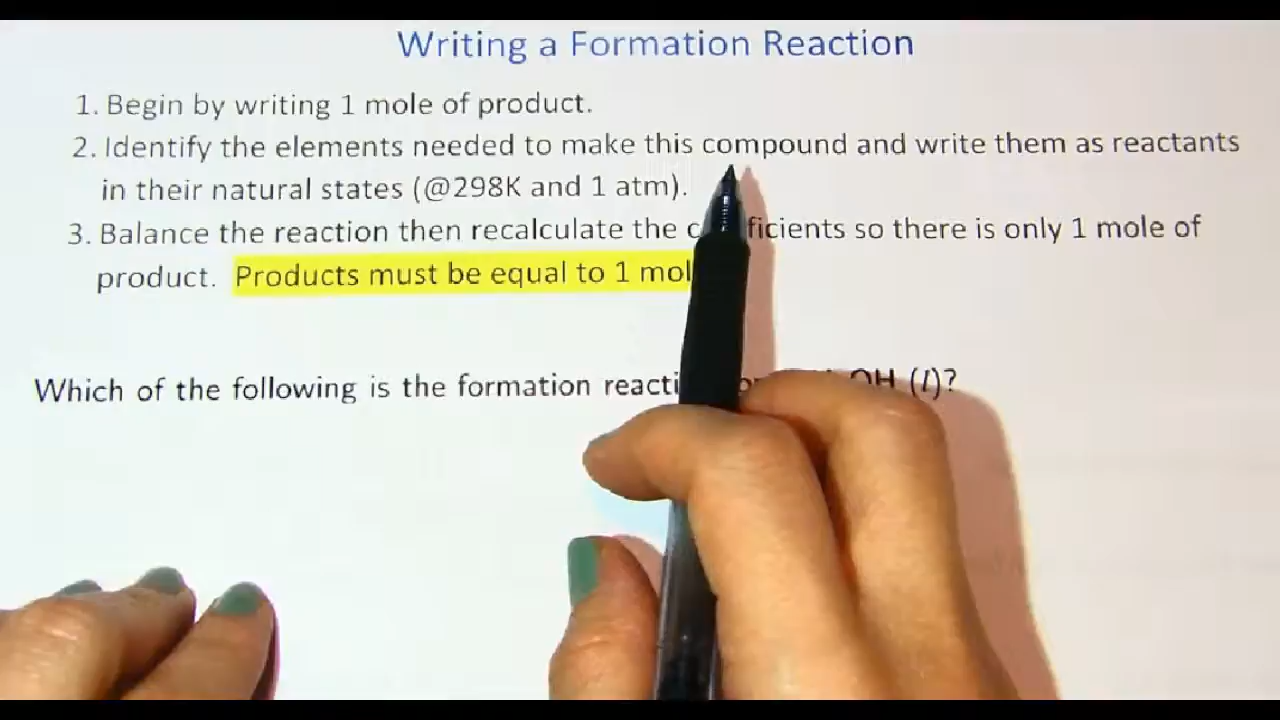 Writing a Formation Reaction
1. Begin by writing 1 mole of product.
2. Identify the elements needed to make this compound and write them as reactants
in their natural states (@298K and 1 atm).
3. Balance the reaction then recalculate the so there is only 1 mole of
product. Products must be equal to 1
Which of the following is the formation OH (l)?